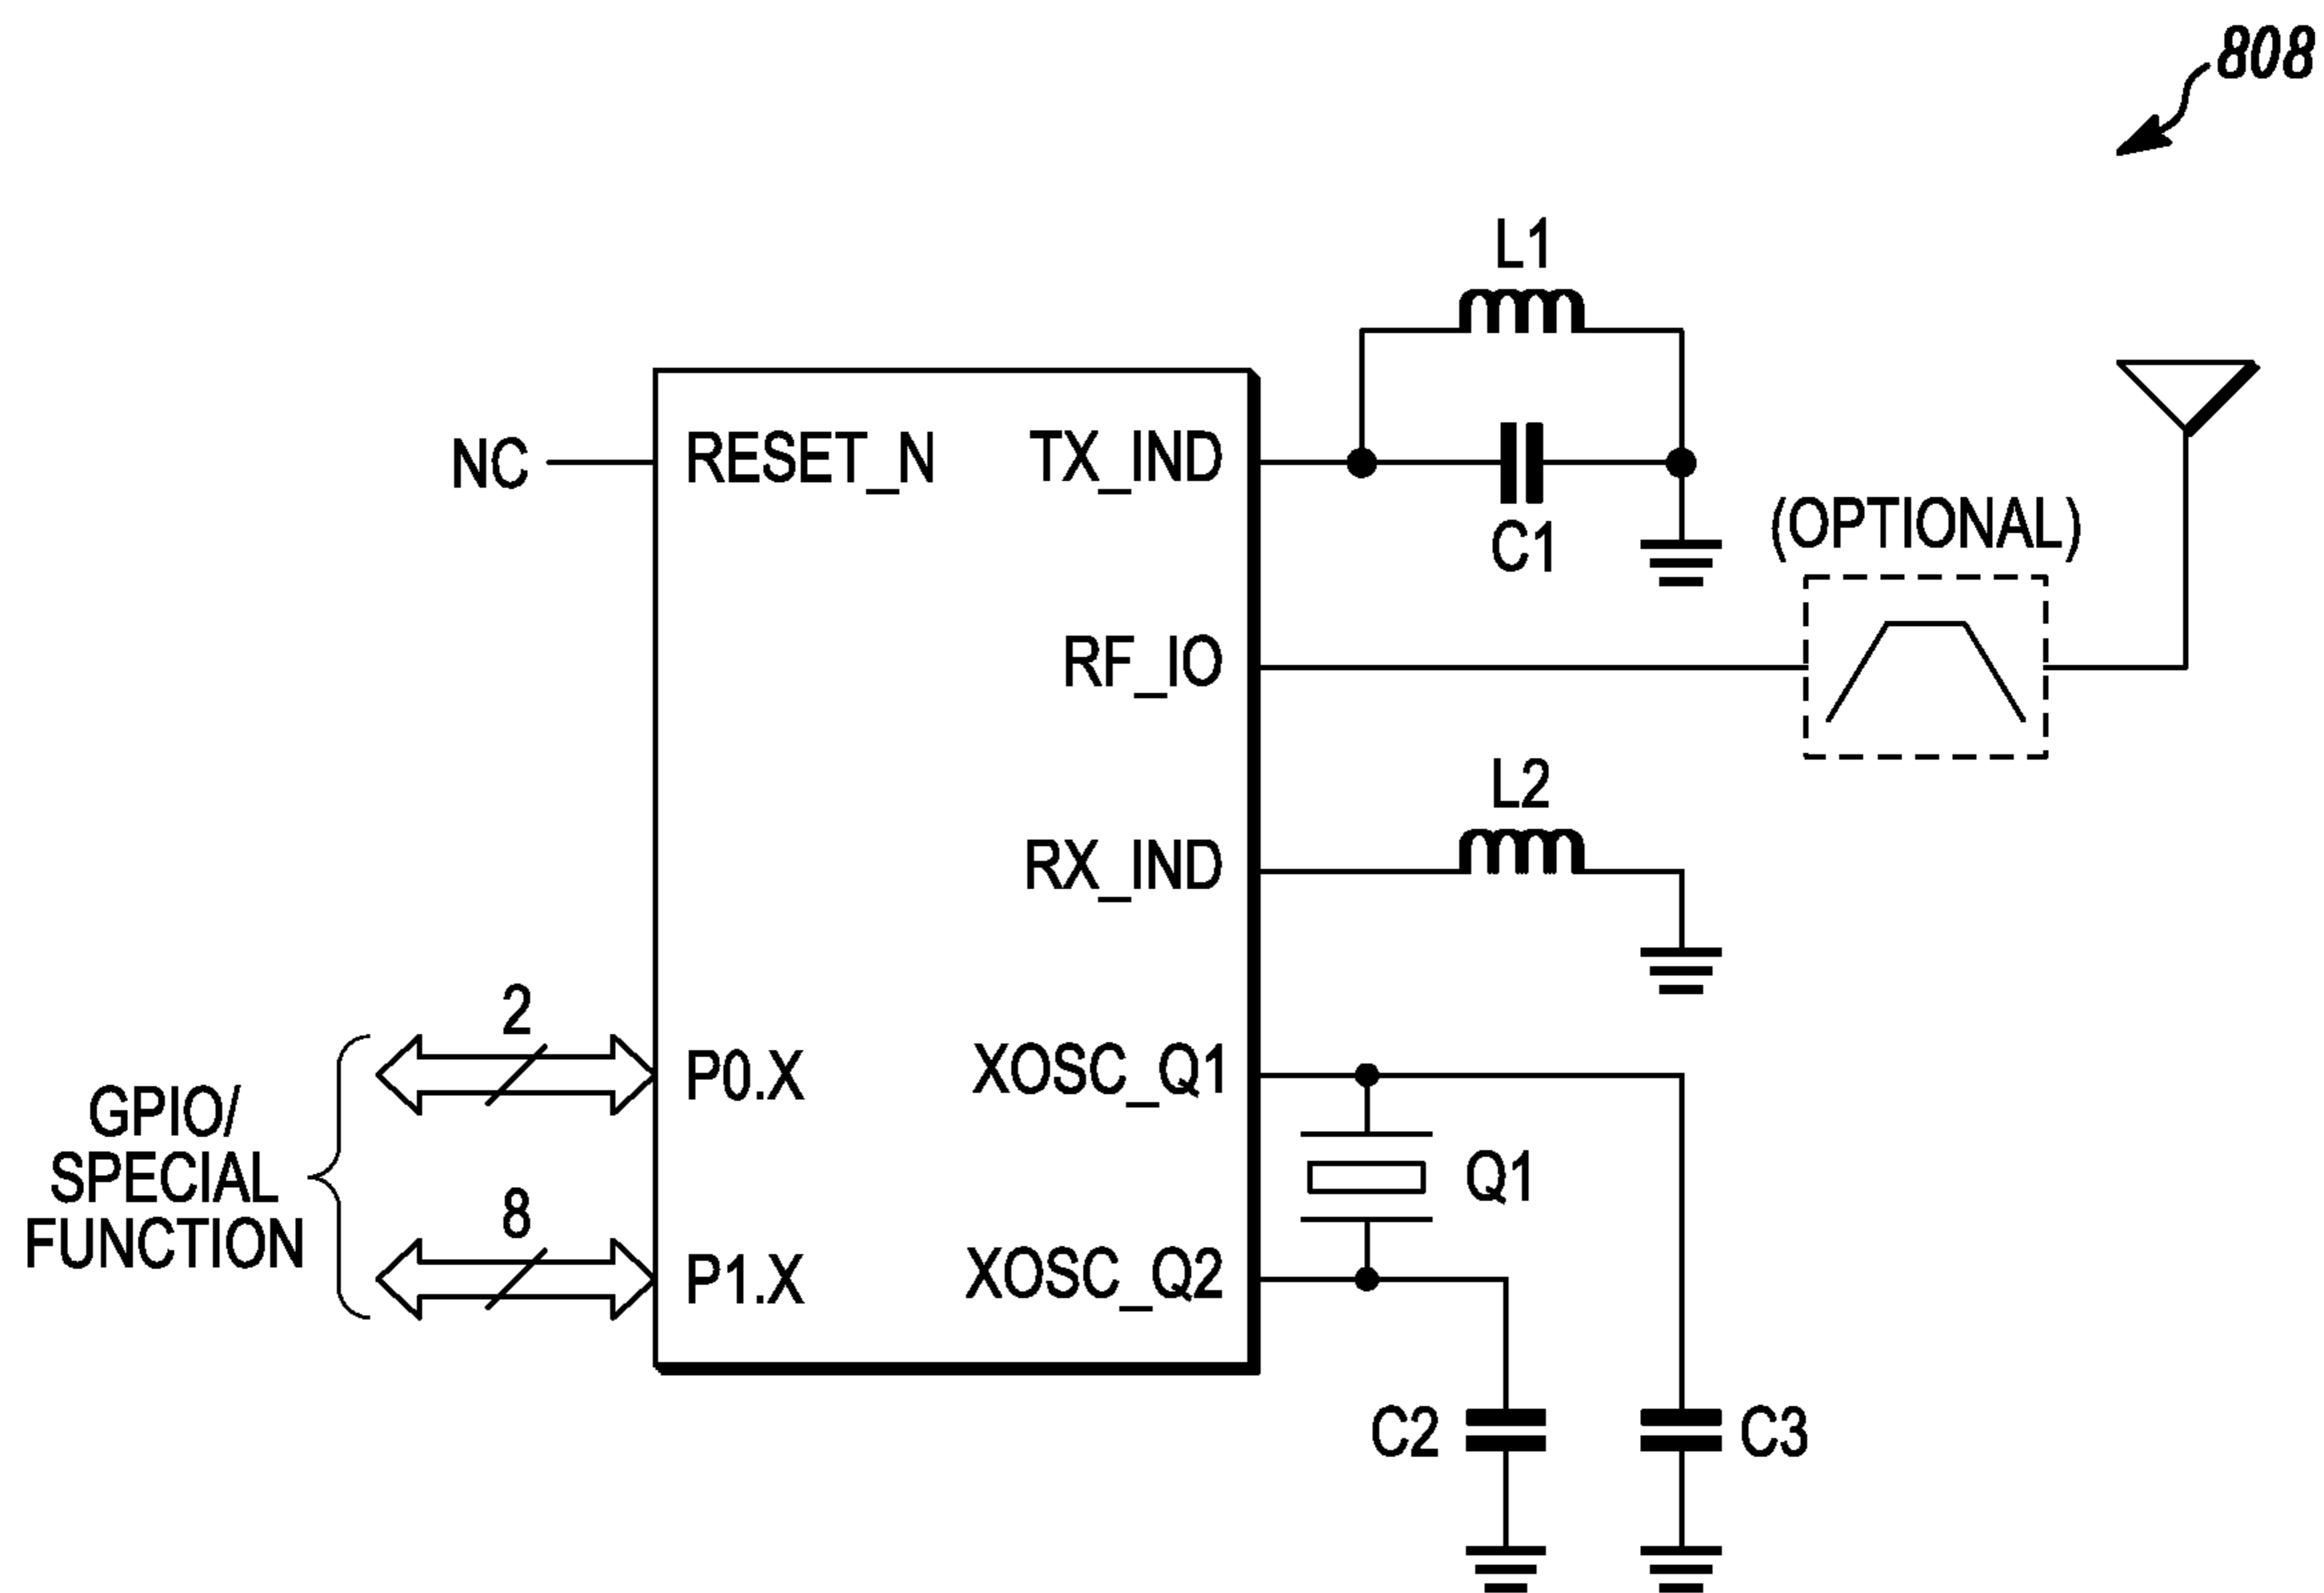 808
L1
NC
RESET_N
TX_IND
C1
(OPTIONAL)
RF_IO
L2
RX_IND
2
P0.X
XOSC_Q1
GPIO/
SPECIAL
FUNCTION
Q1
8
P1.X
XOSC_Q2
C2
C3